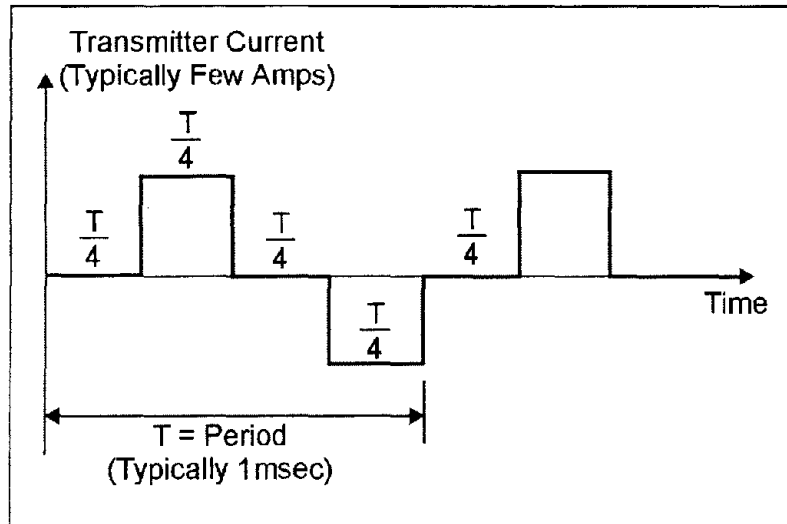 Transmitter Current
(Typically Few Amps)
T
4
T
4
T
4
T
4
T
4
Time
T = Period
(Typically 1msec)